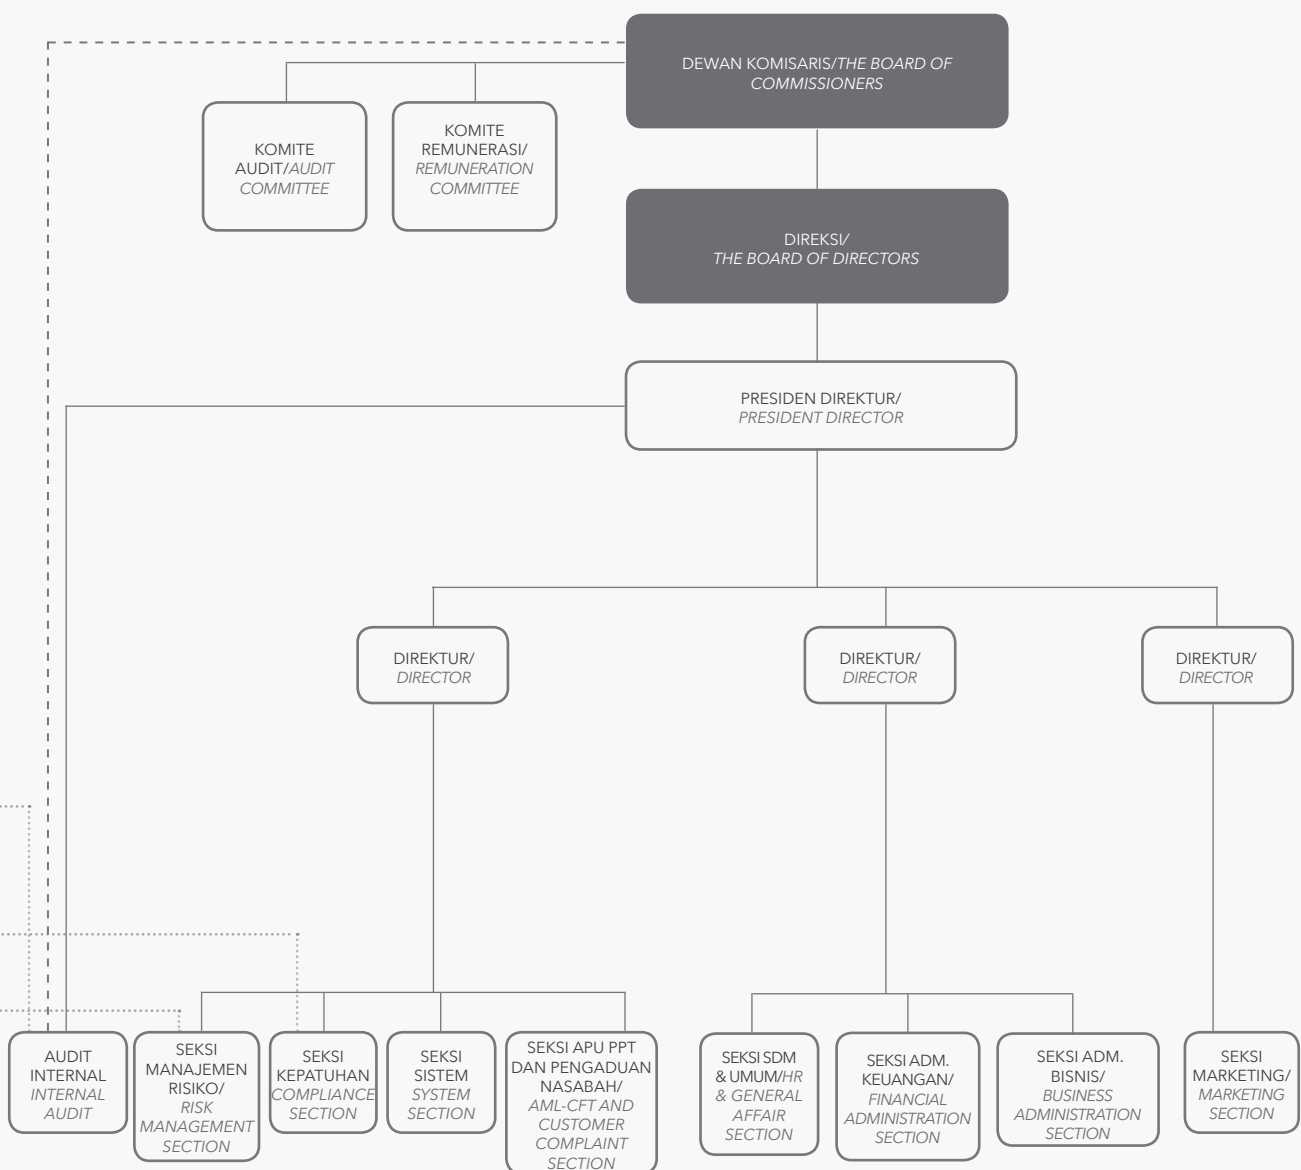 DEWAN KOMISARIS/THE BOARD OF
COMMISSIONERS
KOMITE
AUDIT/AUDIT
COMMITTEE
KOMITE
REMUNERASI/
REMUNERATION
COMMITTEE
DIREKSI/
THE BOARD OF DIRECTORS
PRESIDEN DIREKTUR/
PRESIDENT DIRECTOR
DIREKTUR/
DIRECTOR
DIREKTUR/
DIRECTOR
DIREKTUR/
DIRECTOR
AUDIT
INTERNAL
INTERNAL
AUDIT
SEKSI
MANAJEMEN
RISIKO/
RISK
MANAGEMENT
SECTION
SEKSI
KEPATUHAN
COMPLIANCE
SECTION
SEKSI
SISTEM
SYSTEM
SECTION
SEKSI APU PPT
DAN PENGADUAN
NASABAH/
AML-CFT AND
CUSTOMER
COMPLAINT
SECTION
SEKSI SDM
& UMUM/HR
& GENERAL
AFFAIR
SECTION
SEKSI ADM.
KEUANGAN/
FINANCIAL
ADMINISTRATION
SECTION
SEKSI ADM.
BISNIS/
BUSINESS
ADMINISTRATION
SECTION
SEKSI
MARKETING/
MARKETING
SECTION